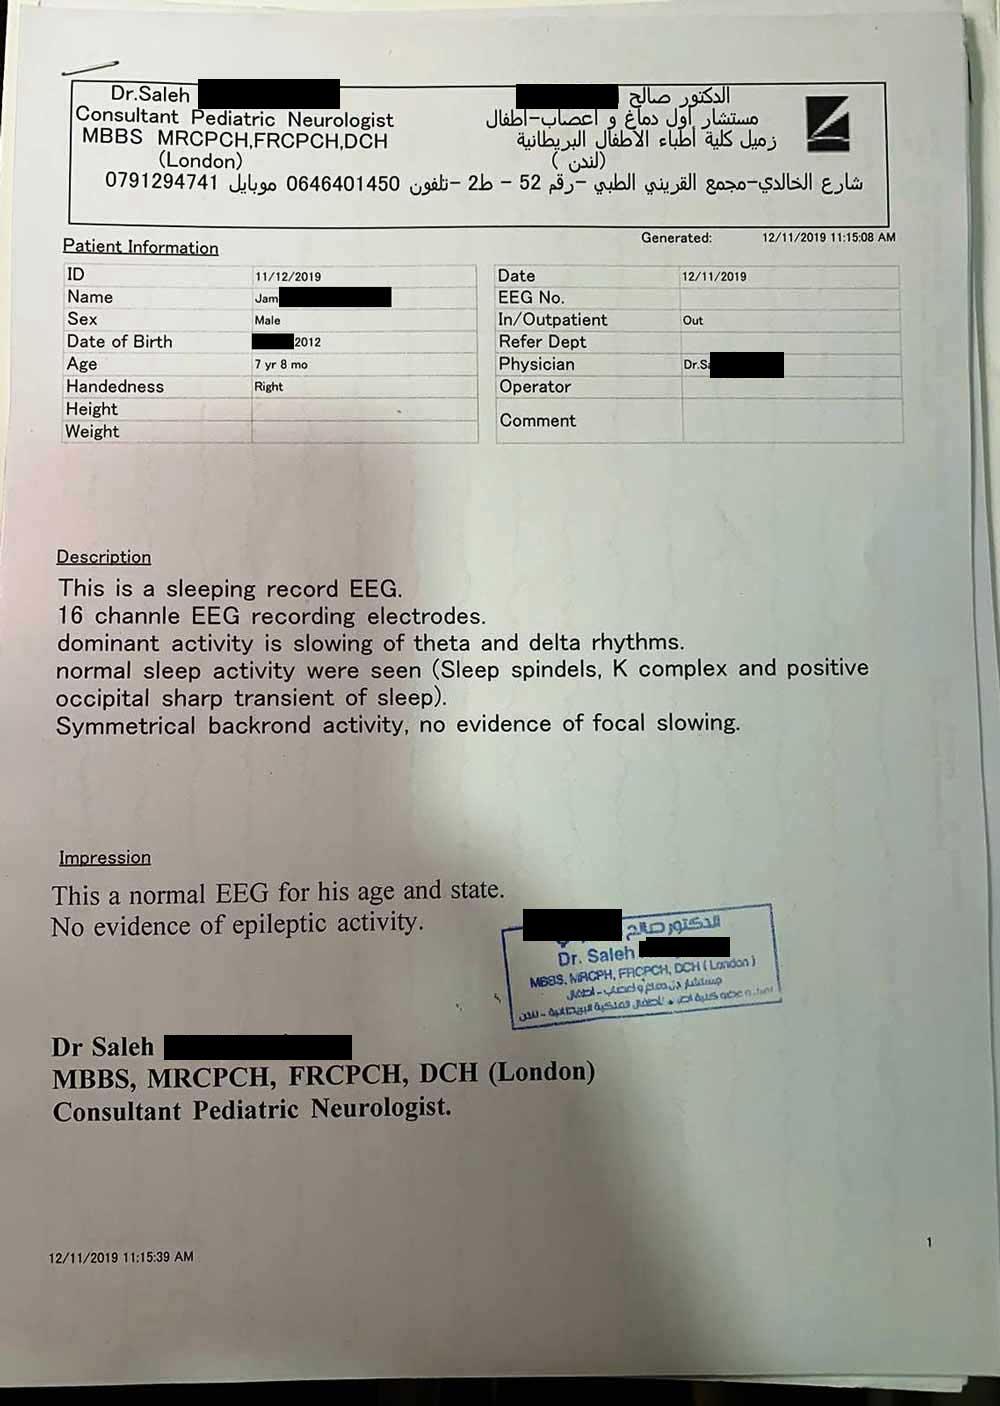 Dr.Saleh
Consultant Pediatric Neurologist
MBBS MRCPCH,FRCPCH,DCH
(London)
الدكتور صالح
مستشار أول دماغ و أعصاب-اطفال
زميل كلية أطباء الاطفال البريطانية
(لندن )
شارع الخالدي-مجمع القريني الطبي -رقم 52 - ط2 -تلفون 0646401450 موبايل 0791294741
Generated: 12/11/2019 11:15:08 AM
Patient Information
ID 11/12/2019
Name Jam
Sex Male
Date of Birth 2012
Age 7 yr 8 mo
Handedness Right
Height
Weight
Date 12/11/2019
EEG No.
In/Outpatient Out
Refer Dept
Physician Dr.S
Operator
Comment
Description
This is a sleeping record EEG.
16 channle EEG recording electrodes.
dominant activity is slowing of theta and delta rhythms.
normal sleep activity were seen (Sleep spindels, K complex and positive
occipital sharp transient of sleep).
Symmetrical backrond activity, no evidence of focal slowing.
Impression
This a normal EEG for his age and state.
No evidence of epileptic activity.
الدكتور صالح
Dr. Saleh
MBBS, MRCPH, FRCPCH, DCH ( London )
Dr Saleh
MBBS, MRCPCH, FRCPCH, DCH (London)
Consultant Pediatric Neurologist.
12/11/2019 11:15:39 AM
1